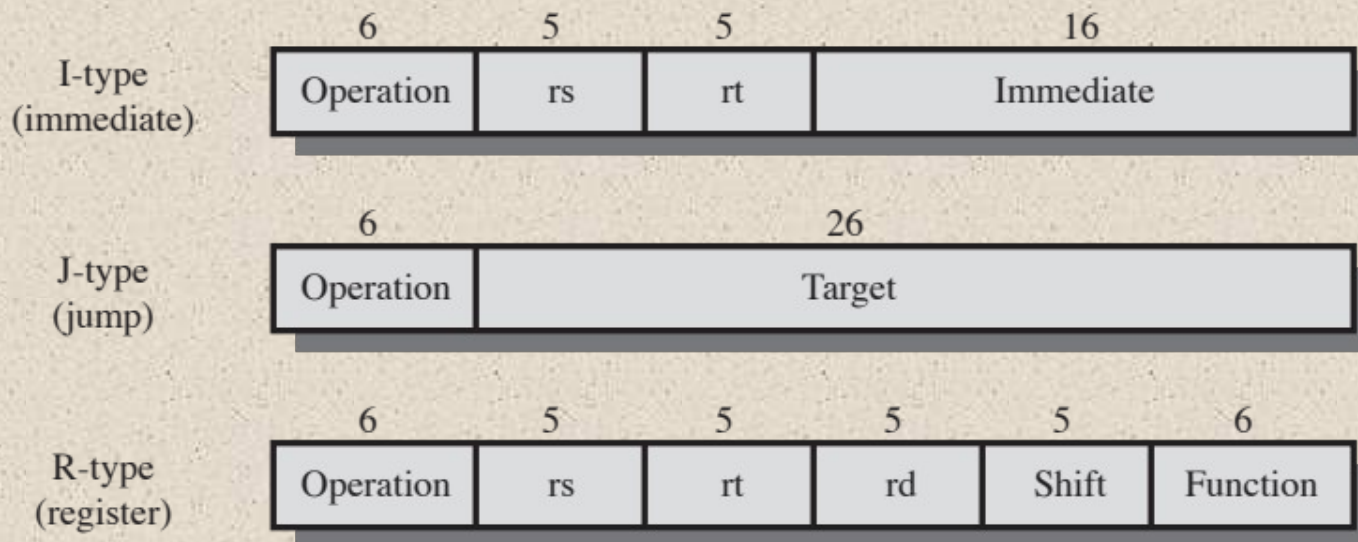 6 5 5 16
I-type
(immediate)
Operation rs rt Immediate
6 26
J-type
(jump)
Operation Target
6 5 5 5 5 6
R-type
(register)
Operation rs rt rd Shift Function